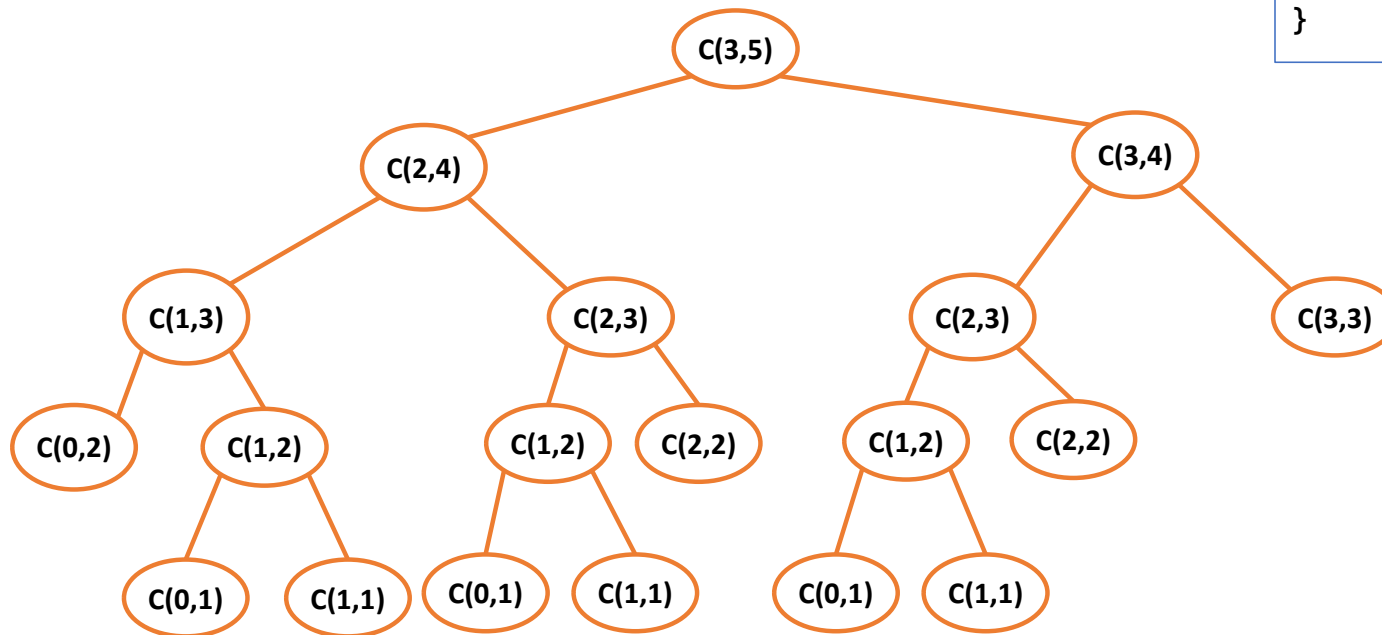 }
C(3,5)
C(2,4) C(3,4)
C(1,3) C(2,3) C(2,3) C(3,3)
C(0,2) C(1,2) C(1,2) C(2,2) C(1,2) C(2,2)
C(0,1) C(1,1) C(0,1) C(1,1) C(0,1) C(1,1)